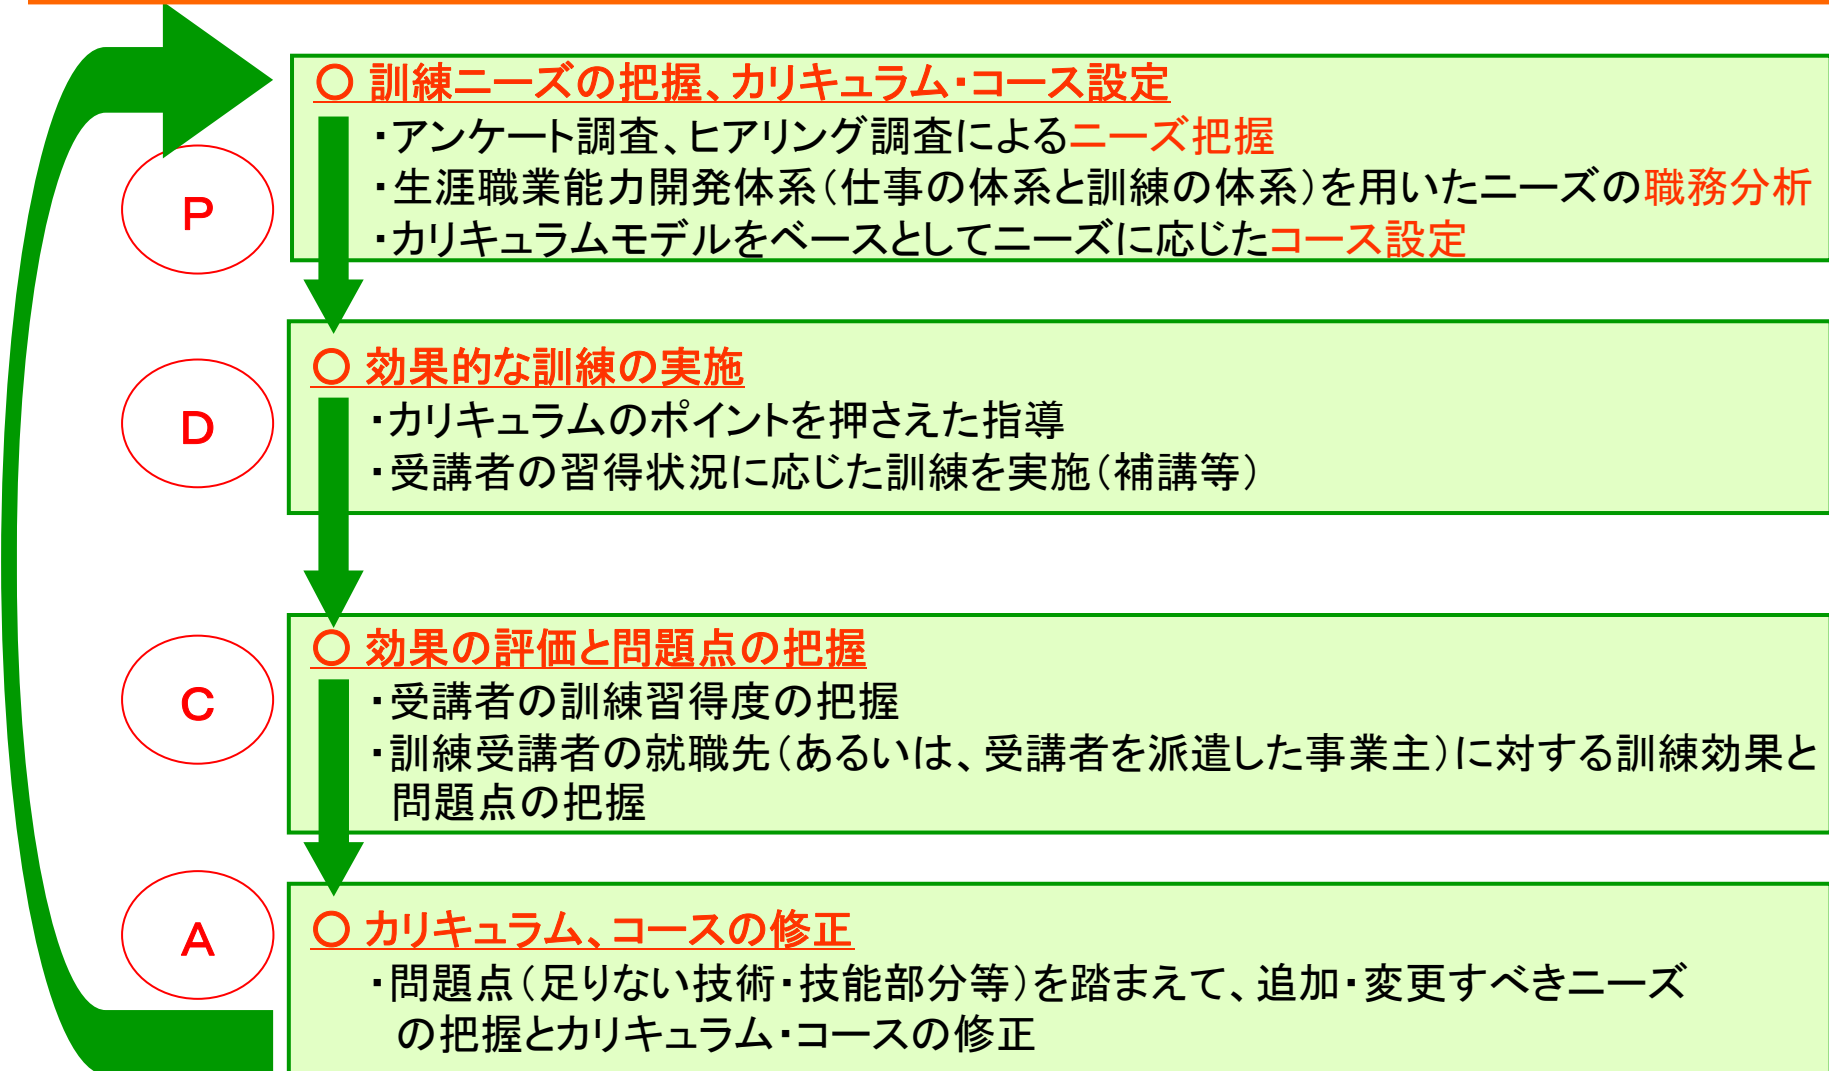 ○ 訓練ニーズの把握、カリキュラム・コース設定
・アンケート調査、ヒアリング調査によるニーズ把握
・生涯職業能力開発体系（仕事の体系と訓練の体系）を用いたニーズの職務分析
・カリキュラムモデルをベースとしてニーズに応じたコース設定
P
○ 効果的な訓練の実施
・カリキュラムのポイントを押さえた指導
・受講者の習得状況に応じた訓練を実施（補講等）
D
○ 効果の評価と問題点の把握
・受講者の訓練習得度の把握
・訓練受講者の就職先（あるいは、受講者を派遣した事業主）に対する訓練効果と
問題点の把握
C
○ カリキュラム、コースの修正
・問題点（足りない技術・技能部分等）を踏まえて、追加・変更すべきニーズ
の把握とカリキュラム・コースの修正
A